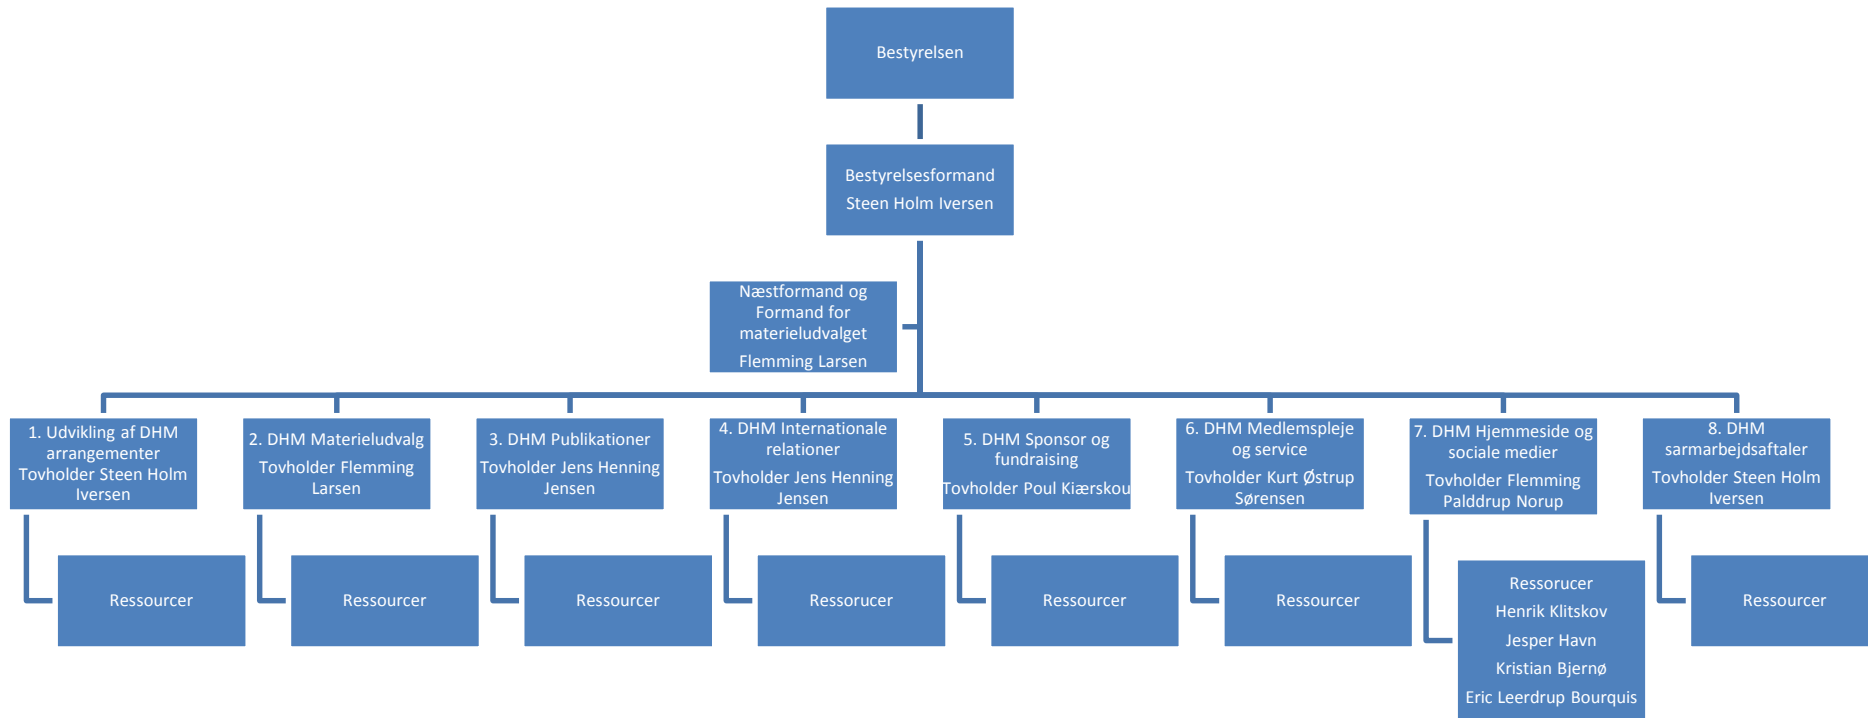 Bestyrelsen
Bestyrelsesformand
Steen Holm Iversen
Næstformand og
Formand for
materieludvalget
Flemming Larsen
1. Udvikling af DHM
arrangementer
Tovholder Steen Holm
Iversen
2. DHM Materieludvalg
Tovholder Flemming
Larsen
3. DHM Publikationer
Tovholder Jens Henning
Jensen
4. DHM Internationale
relationer
Tovholder Jens Henning
Jensen
5. DHM Sponsor og
fundraising
Tovholder Poul Kiærskou
6. DHM Medlemspleje
og service
Tovholder Kurt Østrup
Sørensen
7. DHM Hjemmeside og
sociale medier
Tovholder Flemming
Palddrup Norup
8. DHM
sarmarbejdsaftaler
Tovholder Steen Holm
Iversen
Ressourcer
Ressourcer
Ressourcer
Ressourcer
Ressourcer
Ressourcer
Ressorucer
Henrik Klitskov
Jesper Havn
Kristian Bjernø
Eric Leerdrup Bourquis
Ressourcer